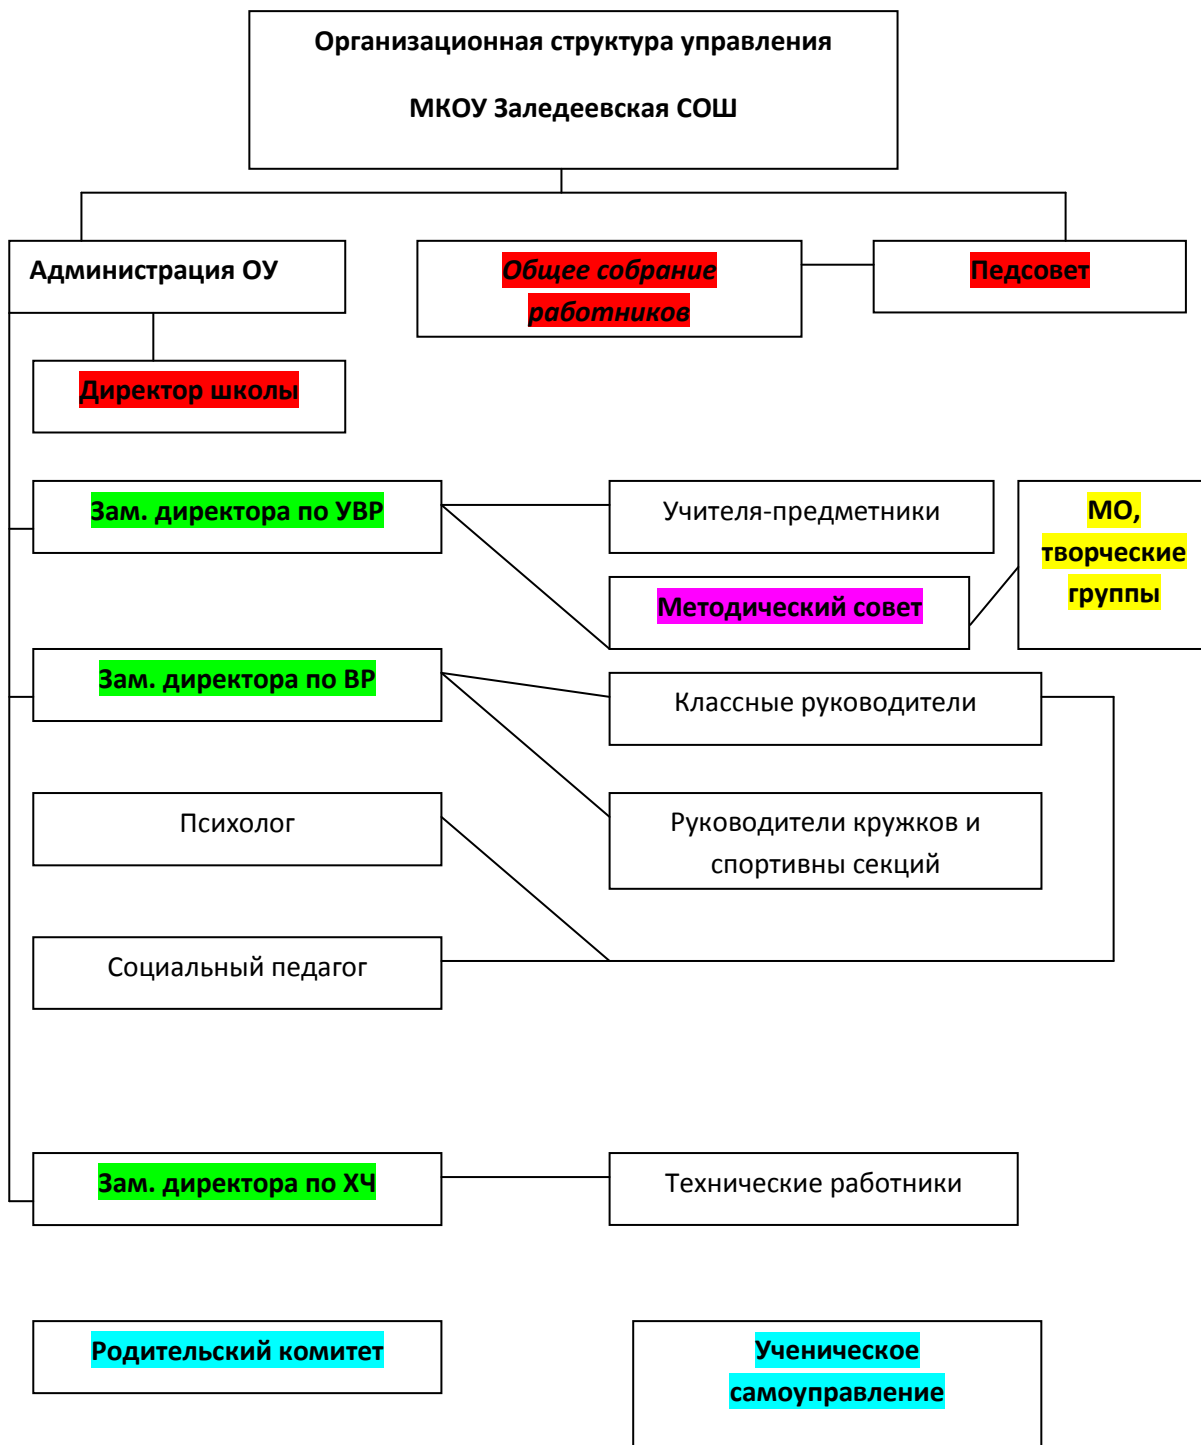 Организационная структура управления
МКОУ Заледеевская СОШ
Администрация ОУ
Общее собрание
работников
Педсовет
Директор школы
Зам. директора по УВР
Учителя-предметники
МО,
творческие
группы
Методический совет
Зам. директора по ВР
Классные руководители
Психолог
Руководители кружков и
спортивны секций
Социальный педагог
Зам. директора по ХЧ
Технические работники
Родительский комитет
Ученическое
самоуправление